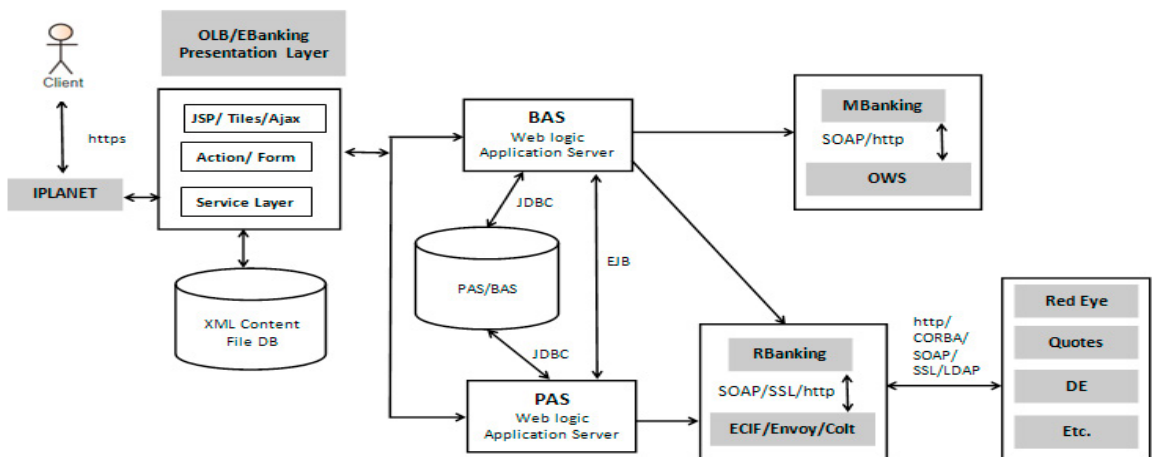 OLB/EBanking
Presentation Layer
Client
https
IPLANET
JSP/ Tiles/Ajax
Action/ Form
Service Layer
XML Content
File DB
BAS
Web logic
Application Server
JDBC
PAS/BAS
EJB
JDBC
PAS
Web logic
Application Server
MBanking
SOAP/http
OWS
RBanking
SOAP/SSL/http
ECIF/Envoy/Colt
http/
CORBA/
SOAP/
SSL/LDAP
Red Eye
Quotes
DE
Etc.